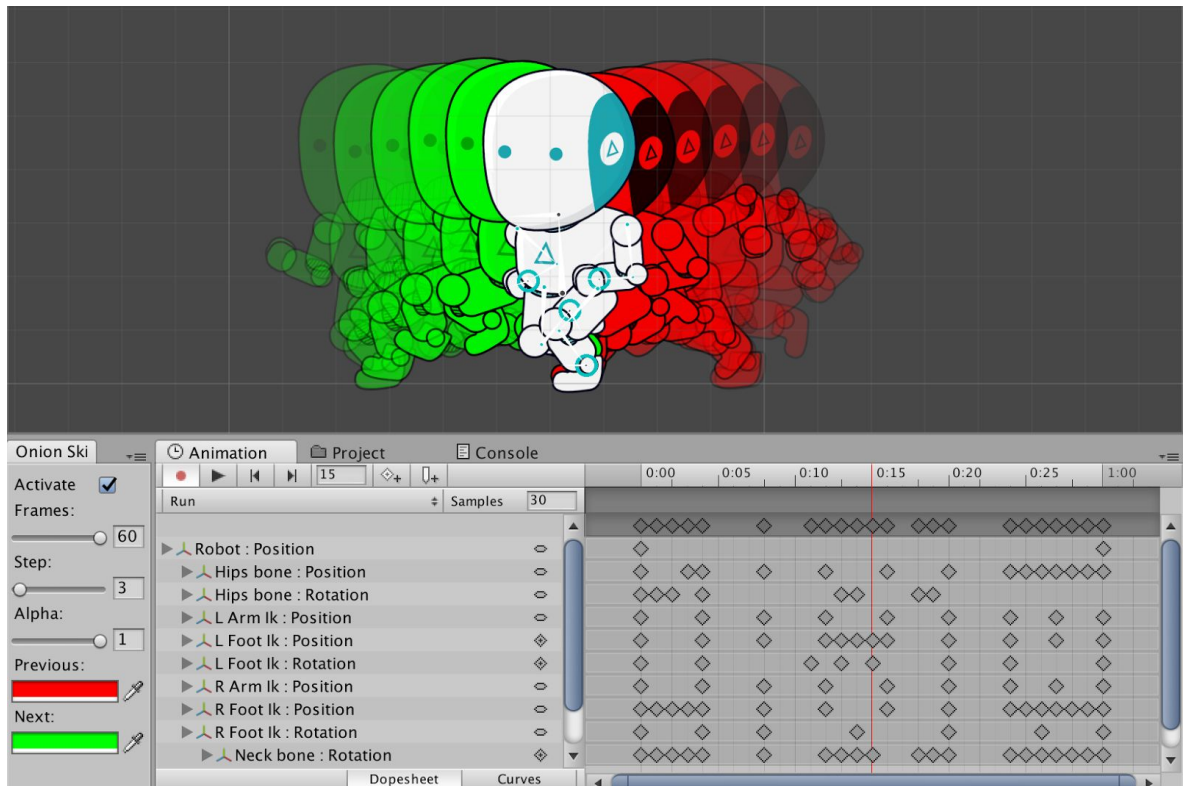 Onion Ski
Animation
Project
Console
Activate
15
0:00
0:05
0:10
0:15
0:20
0:25
1:00
Frames:
60
Run
Samples
30
Step:
3
Alpha:
1
Previous:
Next:
Robot : Position
Hips bone : Position
Hips bone : Rotation
L Arm Ik : Position
L Foot Ik : Position
L Foot Ik : Rotation
R Arm Ik : Position
R Foot Ik : Position
R Foot Ik : Rotation
Neck bone : Rotation
Dopesheet
Curves